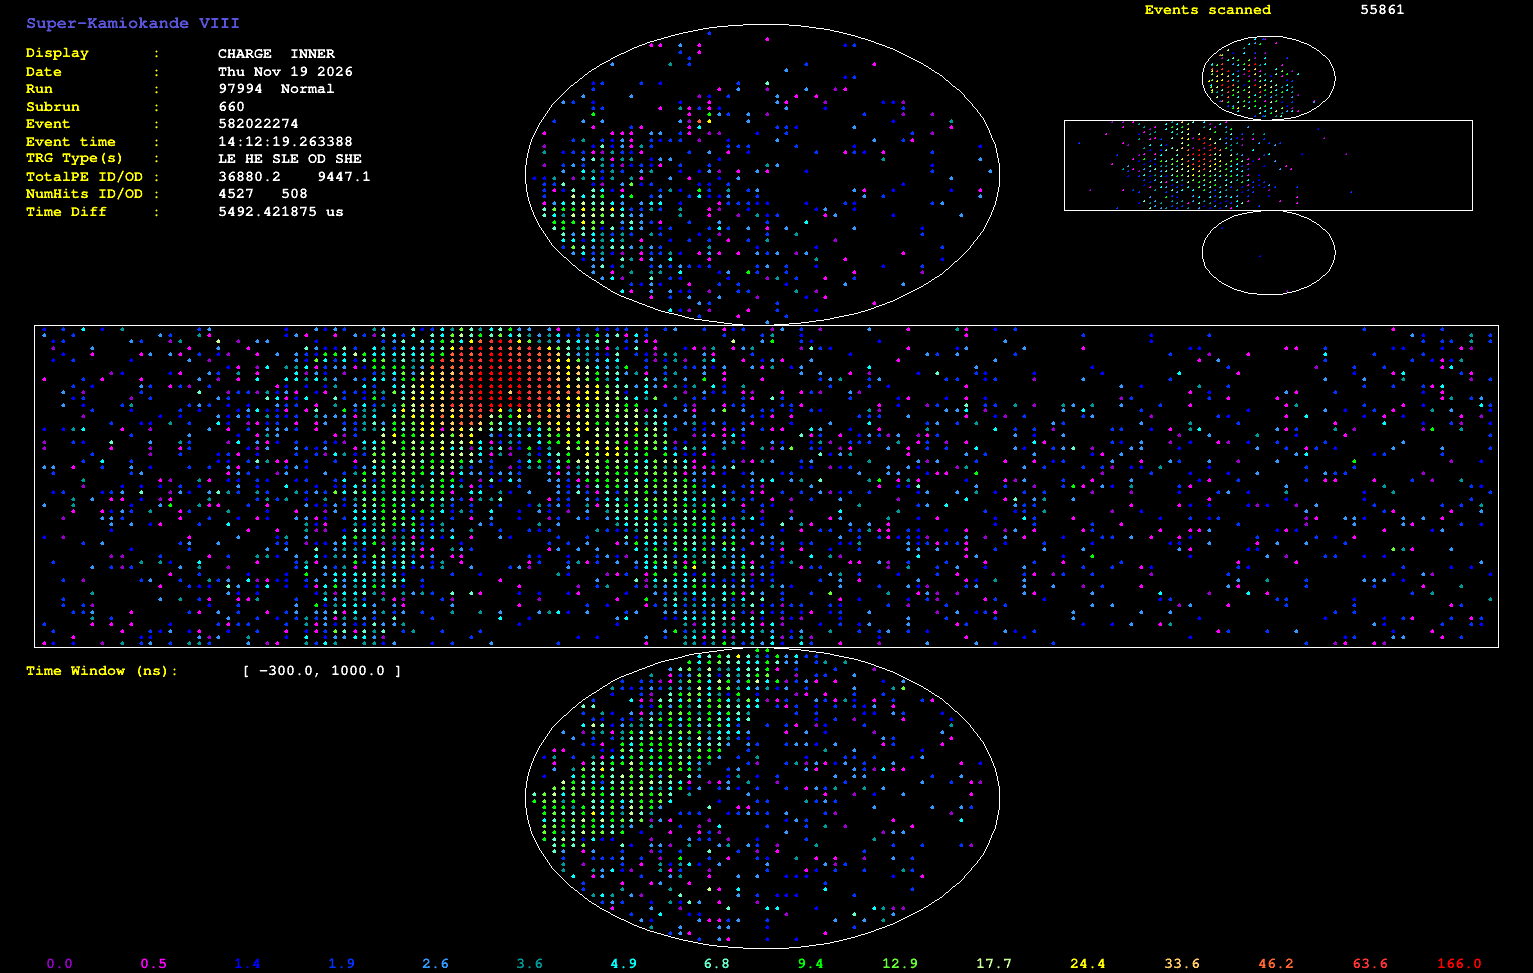 Super-Kamiokande VIII
Display : CHARGE INNER
Date : Thu Nov 19 2026
Run : 97994 Normal
Subrun : 660
Event : 582022274
Event time : 14:12:19.263388
TRG Type(s) : LE HE SLE OD SHE
TotalPE ID/OD : 36880.2 9447.1
NumHits ID/OD : 4527 508
Time Diff : 5492.421875 us
Events scanned 55861
Time Window (ns): [ −300.0, 1000.0 ]
0.0 0.5 1.4 1.9 2.6 3.6 4.9 6.8 9.4 12.9 17.7 24.4 33.6 46.2 63.6 166.0